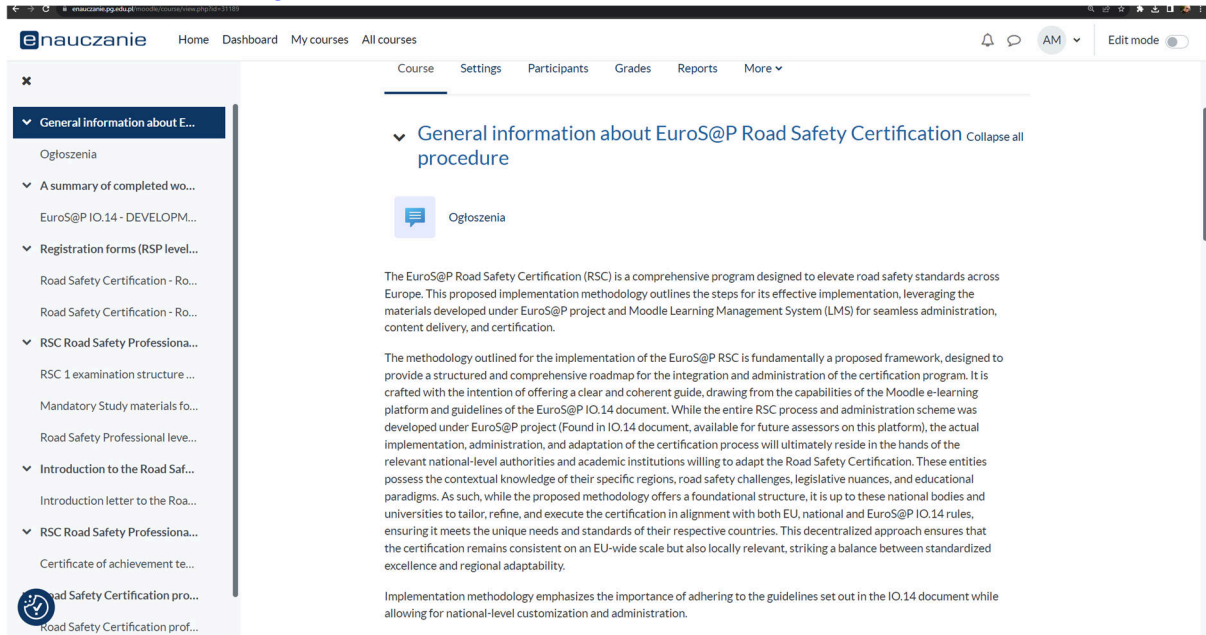 enauczanie.pg.edu.pl/moodle/course/view.php?id=31189
enauczanie Home Dashboard My courses All courses AM Edit mode
Course Settings Participants Grades Reports More
General information about E...
Ogłoszenia
A summary of completed wo...
EuroS@P IO.14 - DEVELOPM...
Registration forms (RSP level...
Road Safety Certification - Ro...
Road Safety Certification - Ro...
RSC Road Safety Professiona...
RSC 1 examination structure ...
Mandatory Study materials fo...
Road Safety Professional leve...
Introduction to the Road Saf...
Introduction letter to the Roa...
RSC Road Safety Professiona...
Certificate of achievement te...
oad Safety Certification pro...
Road Safety Certification prof...
General information about EuroS@P Road Safety Certification Collapse all
procedure
Ogłoszenia
The EuroS@P Road Safety Certification (RSC) is a comprehensive program designed to elevate road safety standards across
Europe. This proposed implementation methodology outlines the steps for its effective implementation, leveraging the
materials developed under EuroS@P project and Moodle Learning Management System (LMS) for seamless administration,
content delivery, and certification.
The methodology outlined for the implementation of the EuroS@P RSC is fundamentally a proposed framework, designed to
provide a structured and comprehensive roadmap for the integration and administration of the certification program. It is
crafted with the intention of offering a clear and coherent guide, drawing from the capabilities of the Moodle e-learning
platform and guidelines of the EuroS@P IO.14 document. While the entire RSC process and administration scheme was
developed under EuroS@P project (Found in IO.14 document, available for future assessors on this platform), the actual
implementation, administration, and adaptation of the certification process will ultimately reside in the hands of the
relevant national-level authorities and academic institutions willing to adapt the Road Safety Certification. These entities
possess the contextual knowledge of their specific regions, road safety challenges, legislative nuances, and educational
paradigms. As such, while the proposed methodology offers a foundational structure, it is up to these national bodies and
universities to tailor, refine, and execute the certification in alignment with both EU, national and EuroS@P IO.14 rules,
ensuring it meets the unique needs and standards of their respective countries. This decentralized approach ensures that
the certification remains consistent on an EU-wide scale but also locally relevant, striking a balance between standardized
excellence and regional adaptability.
Implementation methodology emphasizes the importance of adhering to the guidelines set out in the IO.14 document while
allowing for national-level customization and administration.